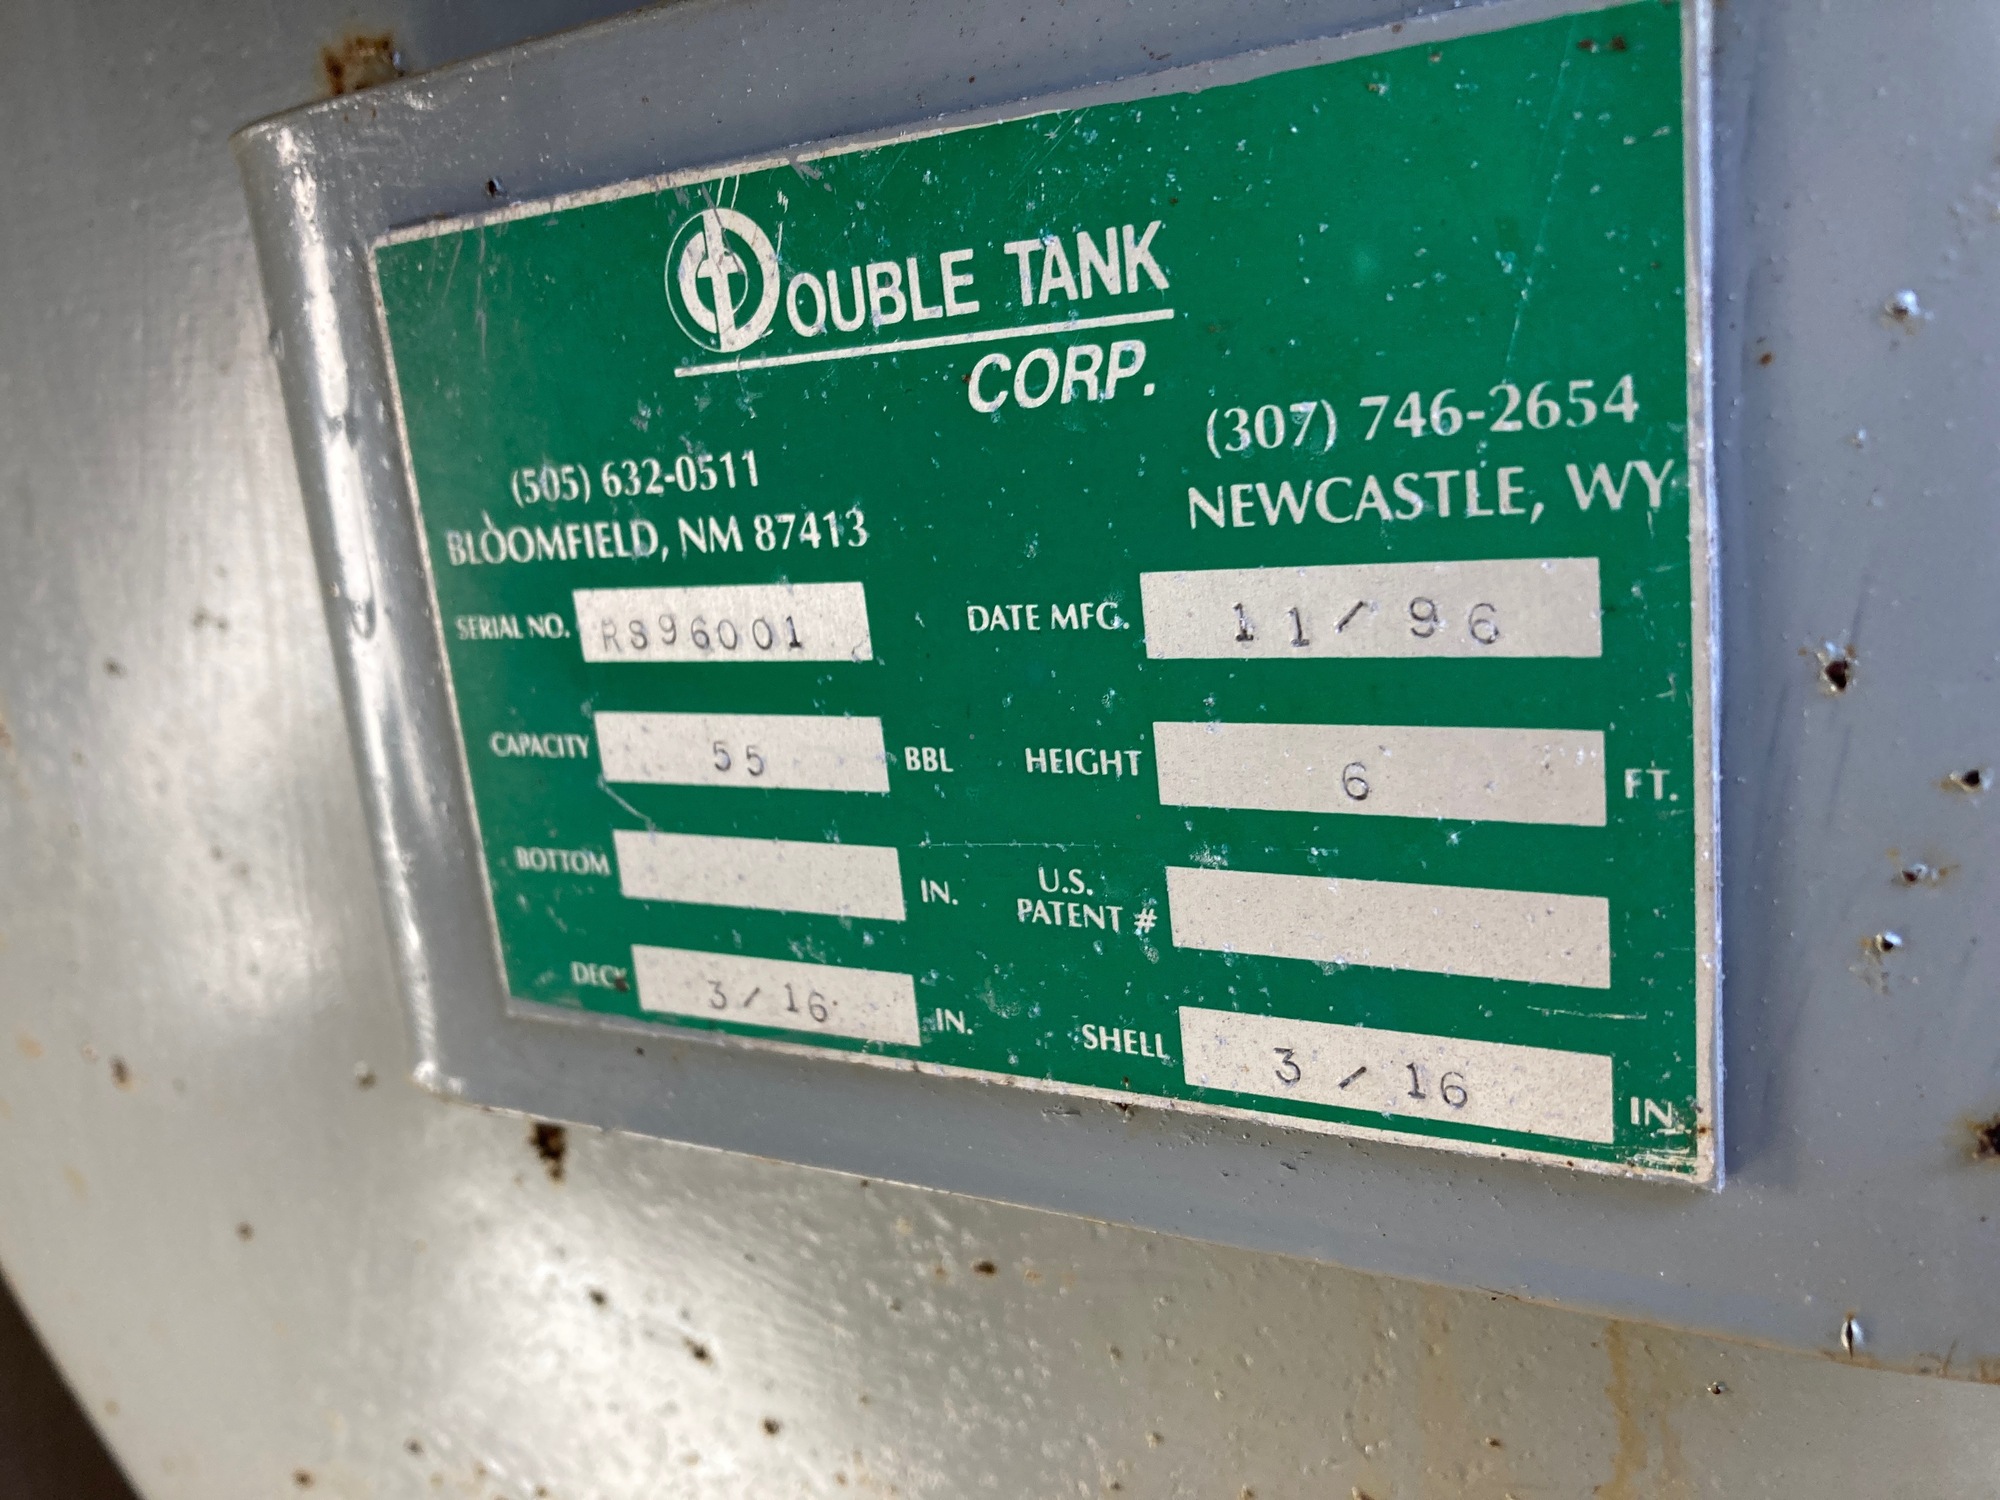 DOUBLE TANK
CORP.
(505) 632-0511
BLOOMFIELD, NM 87413
(307) 746-2654
NEWCASTLE, WY
SERIAL NO. RS96001
DATE MFG. 11/96
CAPACITY 55 BBL
HEIGHT 6 FT.
BOTTOM IN.
U.S.
PATENT #
DECK 3/16 IN.
SHELL 3/16 IN.